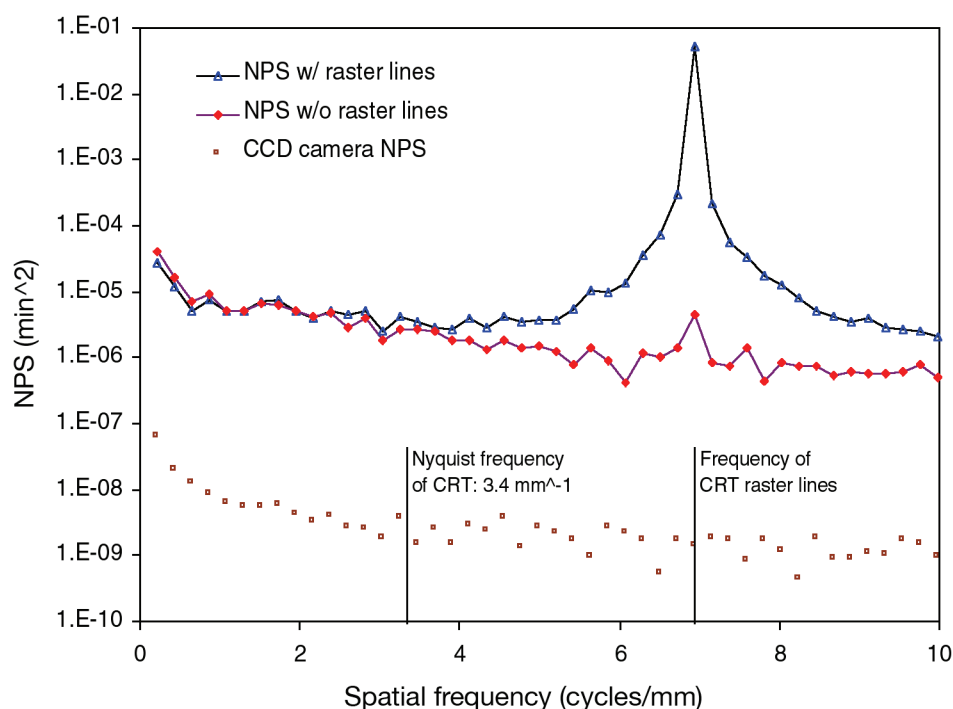 1.E-01
1.E-02
1.E-03
1.E-04
1.E-05
1.E-06
1.E-07
1.E-08
1.E-09
1.E-10
NPS (min^2)
NPS w/ raster lines
NPS w/o raster lines
CCD camera NPS
Nyquist frequency
of CRT: 3.4 mm^-1
Frequency of
CRT raster lines
0 2 4 6 8 10
Spatial frequency (cycles/mm)